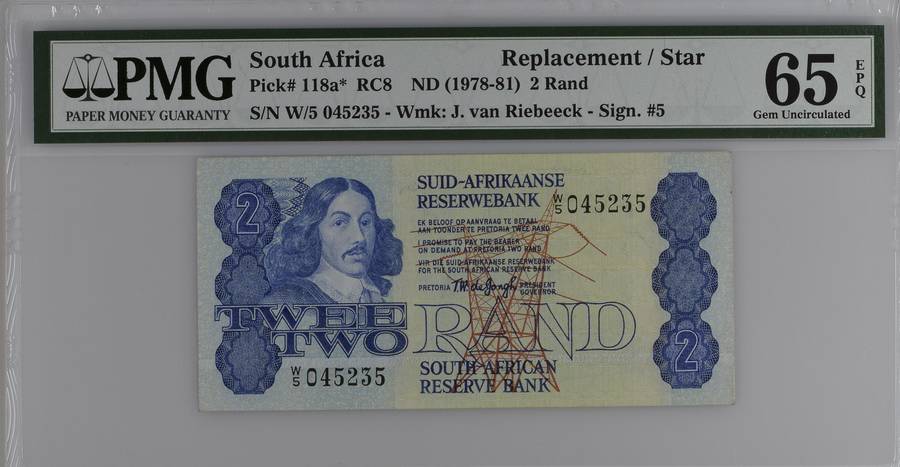 PMG
PAPER MONEY GUARANTY
South Africa Replacement / Star
Pick# 118a* RC8 ND (1978-81) 2 Rand
S/N W/5 045235 - Wmk: J. van Riebeeck - Sign. #5
65 EPQ
Gem Uncirculated
2
SUID-AFRIKAANSE
RESERWEBANK
W/5 045235
EK BELOOF OP AANVRAAG TE BETAAL
AAN TOONDER TE PRETORIA TWEE RAND
I PROMISE TO PAY THE BEARER
ON DEMAND AT PRETORIA TWO RAND
VIR DIE SUID-AFRIKAANSE RESERWEBANK
FOR THE SOUTH AFRICAN RESERVE BANK
PRETORIA T.W. de Jongh PRESIDENT
GOVERNOR
TWEE
TWO
RAND
2
W/5 045235
SOUTH AFRICAN
RESERVE BANK